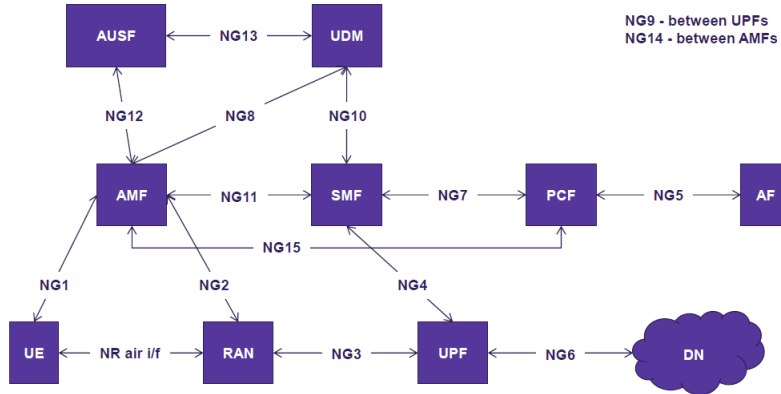 AUSF
NG13
UDM
NG9 - between UPFs
NG14 - between AMFs
NG12
NG8
NG10
AMF
NG11
SMF
NG7
PCF
NG5
AF
NG15
NG1
NG2
NG4
UE
NR air i/f
RAN
NG3
UPF
NG6
DN